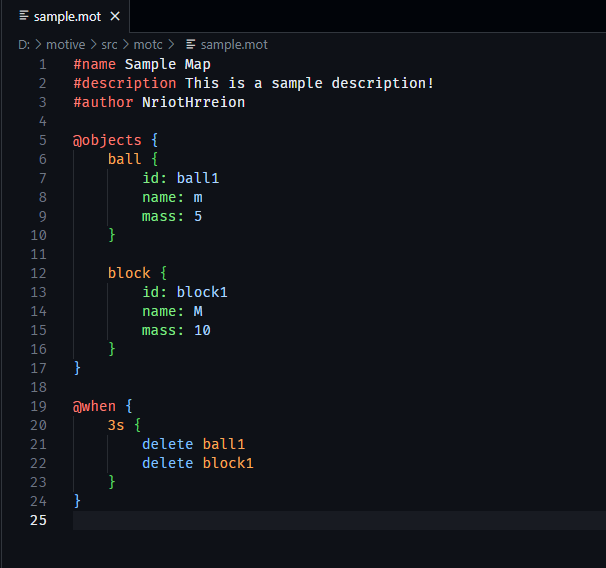 sample.mot ×
D: > motive > src > motc > sample.mot
1 #name Sample Map
2 #description This is a sample description!
3 #author NriotHrreion
4
5 @objects {
6     ball {
7         id: ball1
8         name: m
9         mass: 5
10     }
11
12     block {
13         id: block1
14         name: M
15         mass: 10
16     }
17 }
18
19 @when {
20     3s {
21         delete ball1
22         delete block1
23     }
24 }
25